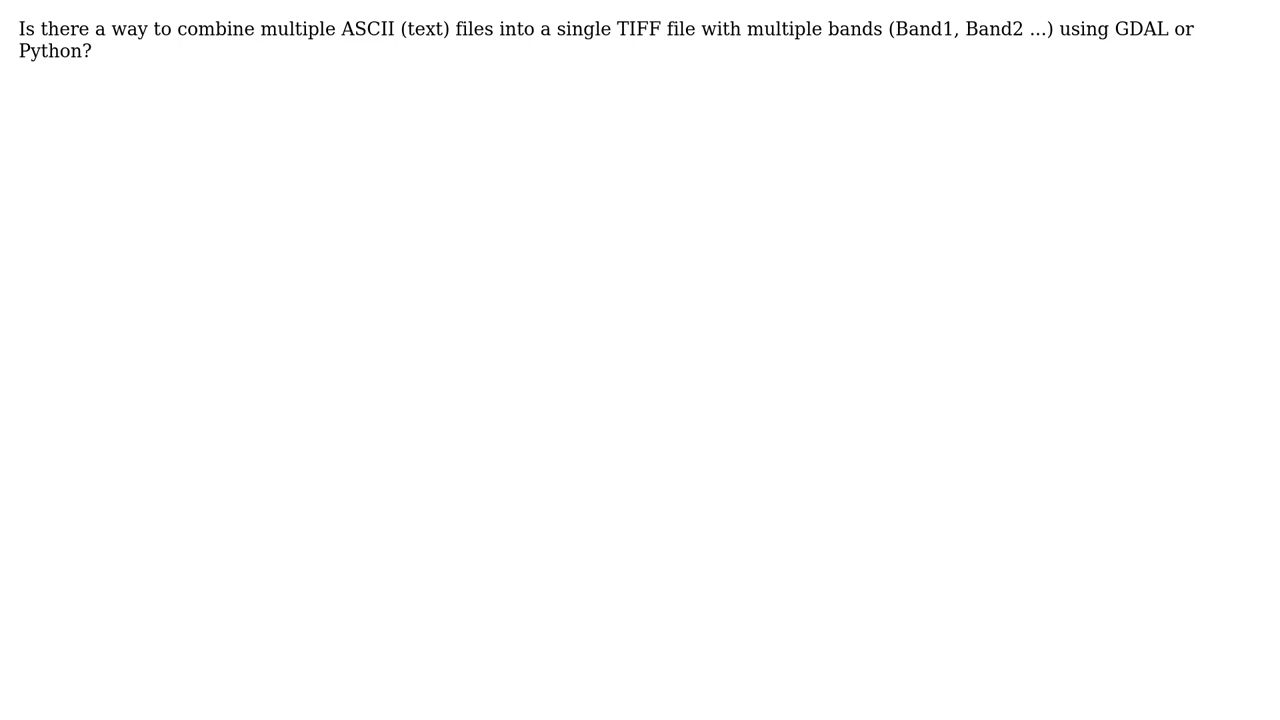 Is there a way to combine multiple ASCII (text) files into a single TIFF file with multiple bands (Band1, Band2 ...) using GDAL or
Python?